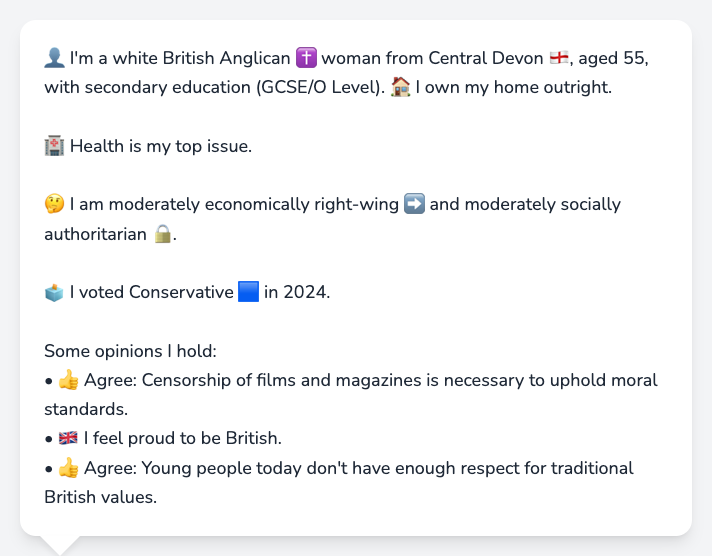 👤 I'm a white British Anglican ✝️ woman from Central Devon 🏴󠁧󠁢󠁥󠁮󠁧󠁿, aged 55,
with secondary education (GCSE/O Level). 🏠 I own my home outright.
🏥 Health is my top issue.
🤔 I am moderately economically right-wing ➡️ and moderately socially
authoritarian 🔒.
🗳️ I voted Conservative 🟦 in 2024.
Some opinions I hold:
• 👍 Agree: Censorship of films and magazines is necessary to uphold moral
standards.
• 🇬🇧 I feel proud to be British.
• 👍 Agree: Young people today don't have enough respect for traditional
British values.